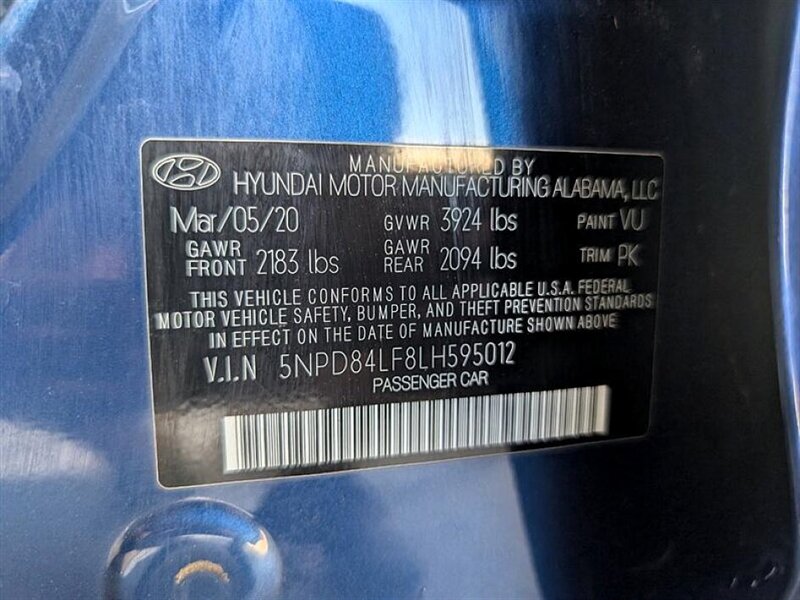 MANUFACTURED BY
HYUNDAI MOTOR MANUFACTURING ALABAMA, LLC
Mar/05/20 GVWR 3924 lbs PAINT VU
GAWR FRONT 2183 lbs GAWR REAR 2094 lbs TRIM PK
THIS VEHICLE CONFORMS TO ALL APPLICABLE U.S.A. FEDERAL
MOTOR VEHICLE SAFETY, BUMPER, AND THEFT PREVENTION STANDARDS
IN EFFECT ON THE DATE OF MANUFACTURE SHOWN ABOVE
V.I.N 5NPD84LF8LH595012
PASSENGER CAR